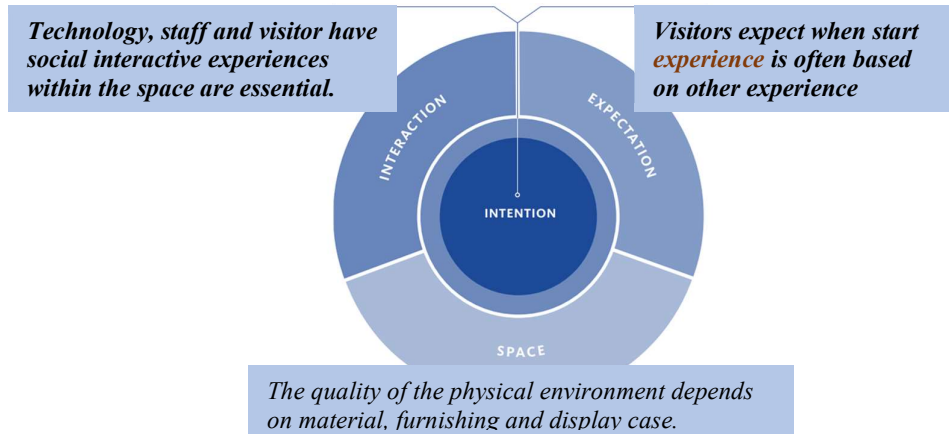 Technology, staff and visitor have
social interactive experiences
within the space are essential.
Visitors expect when start
experience is often based
on other experience
INTERACTION
EXPECTATION
INTENTION
SPACE
The quality of the physical environment depends
on material, furnishing and display case.